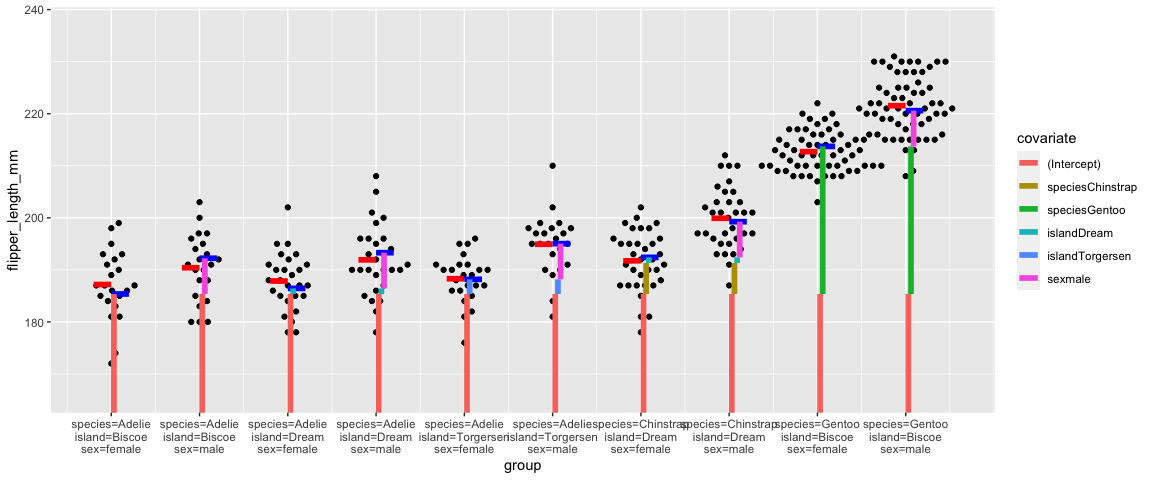 240
220
200
180
flipper_length_mm
species=Adelie
island=Biscoe
sex=female
species=Adelie
island=Biscoe
sex=male
species=Adelie
island=Dream
sex=female
species=Adelie
island=Dream
sex=male
species=Adelie
island=Torgersen
sex=female
species=Adelie
island=Torgersen
sex=male
species=Chinstrap
island=Dream
sex=female
species=Chinstrap
island=Dream
sex=male
species=Gentoo
island=Biscoe
sex=female
species=Gentoo
island=Biscoe
sex=male
group
covariate
(Intercept)
speciesChinstrap
speciesGentoo
islandDream
islandTorgersen
sexmale